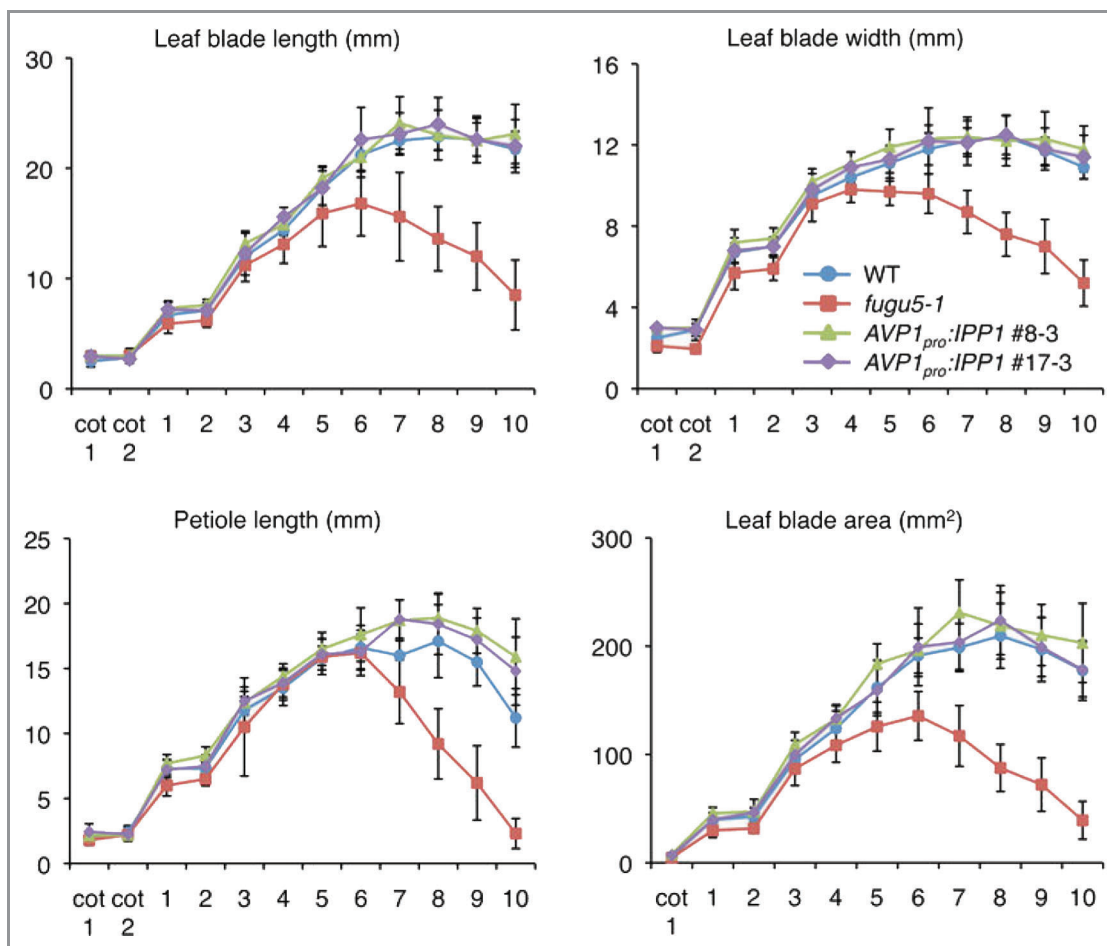 Leaf blade length (mm)
30
20
10
0
cot cot 1 2 3 4 5 6 7 8 9 10
1 2
Leaf blade width (mm)
16
12
8
4
0
WT
fugu5-1
AVP1pro:IPP1 #8-3
AVP1pro:IPP1 #17-3
cot cot 1 2 3 4 5 6 7 8 9 10
1 2
Petiole length (mm)
25
20
15
10
5
0
cot cot 1 2 3 4 5 6 7 8 9 10
1 2
Leaf blade area (mm²)
300
200
100
0
cot 1 2 3 4 5 6 7 8 9 10
1